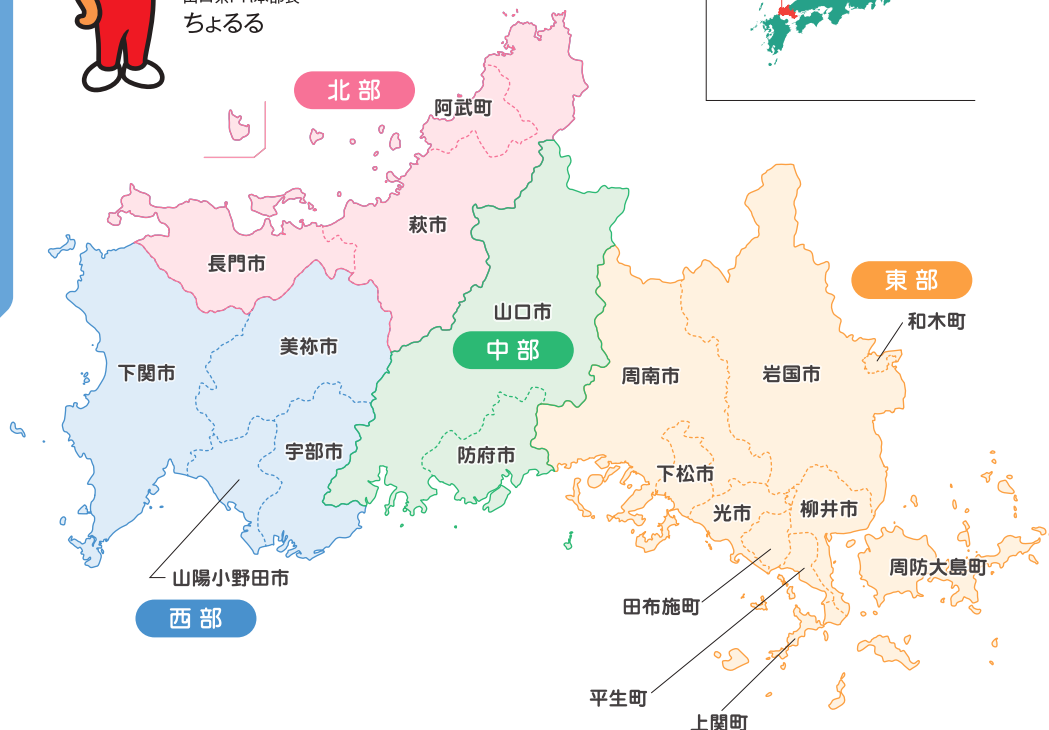 ちょるる
北部
阿武町
萩市
長門市
山口市
東部
和木町
中部
美祢市
下関市
周南市
岩国市
宇部市
防府市
下松市
光市
柳井市
周防大島町
山陽小野田市
西部
田布施町
平生町
上関町